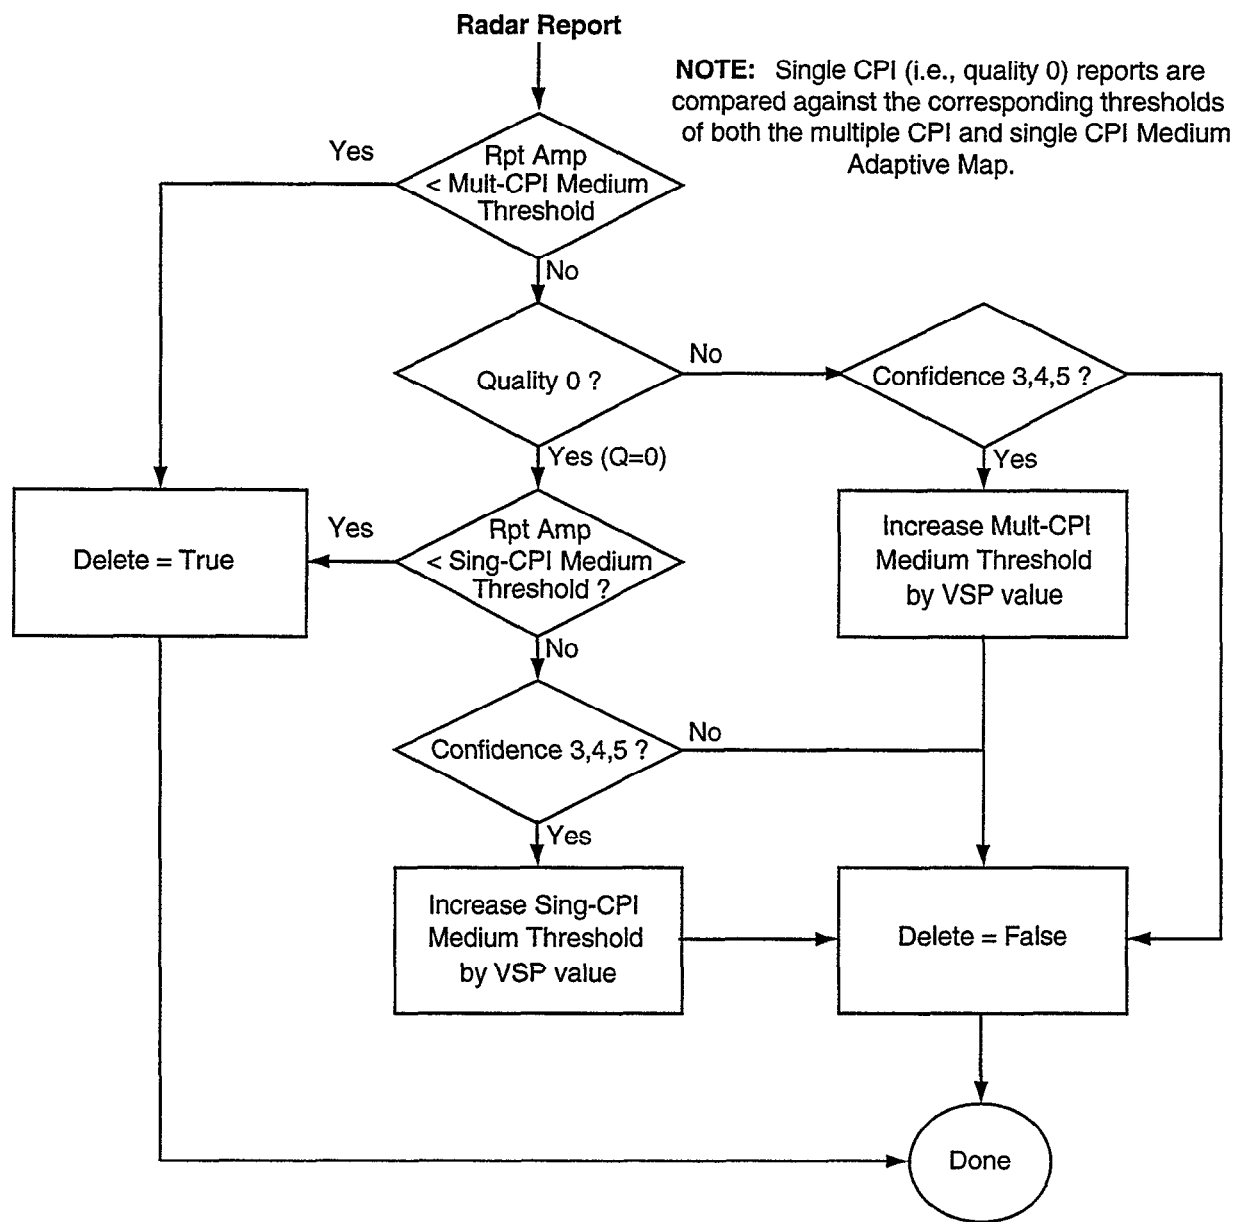 Radar Report
NOTE: Single CPI (i.e., quality 0) reports are
compared against the corresponding thresholds
of both the multiple CPI and single CPI Medium
Adaptive Map.
Yes
Rpt Amp
< Mult-CPI Medium
Threshold
No
Quality 0 ?
No
Confidence 3,4,5 ?
Yes (Q=0)
Yes
Delete = True
Yes
Rpt Amp
< Sing-CPI Medium
Threshold ?
Increase Mult-CPI
Medium Threshold
by VSP value
No
Confidence 3,4,5 ?
No
Yes
Increase Sing-CPI
Medium Threshold
by VSP value
Delete = False
Done